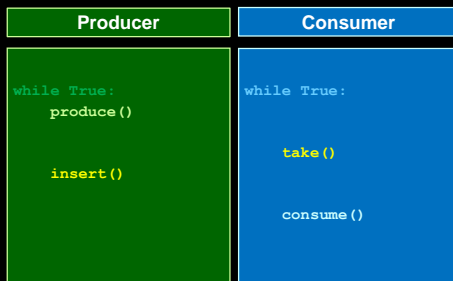 Producer
while True:
    produce()
    insert()
Consumer
while True:
    take()
    consume()